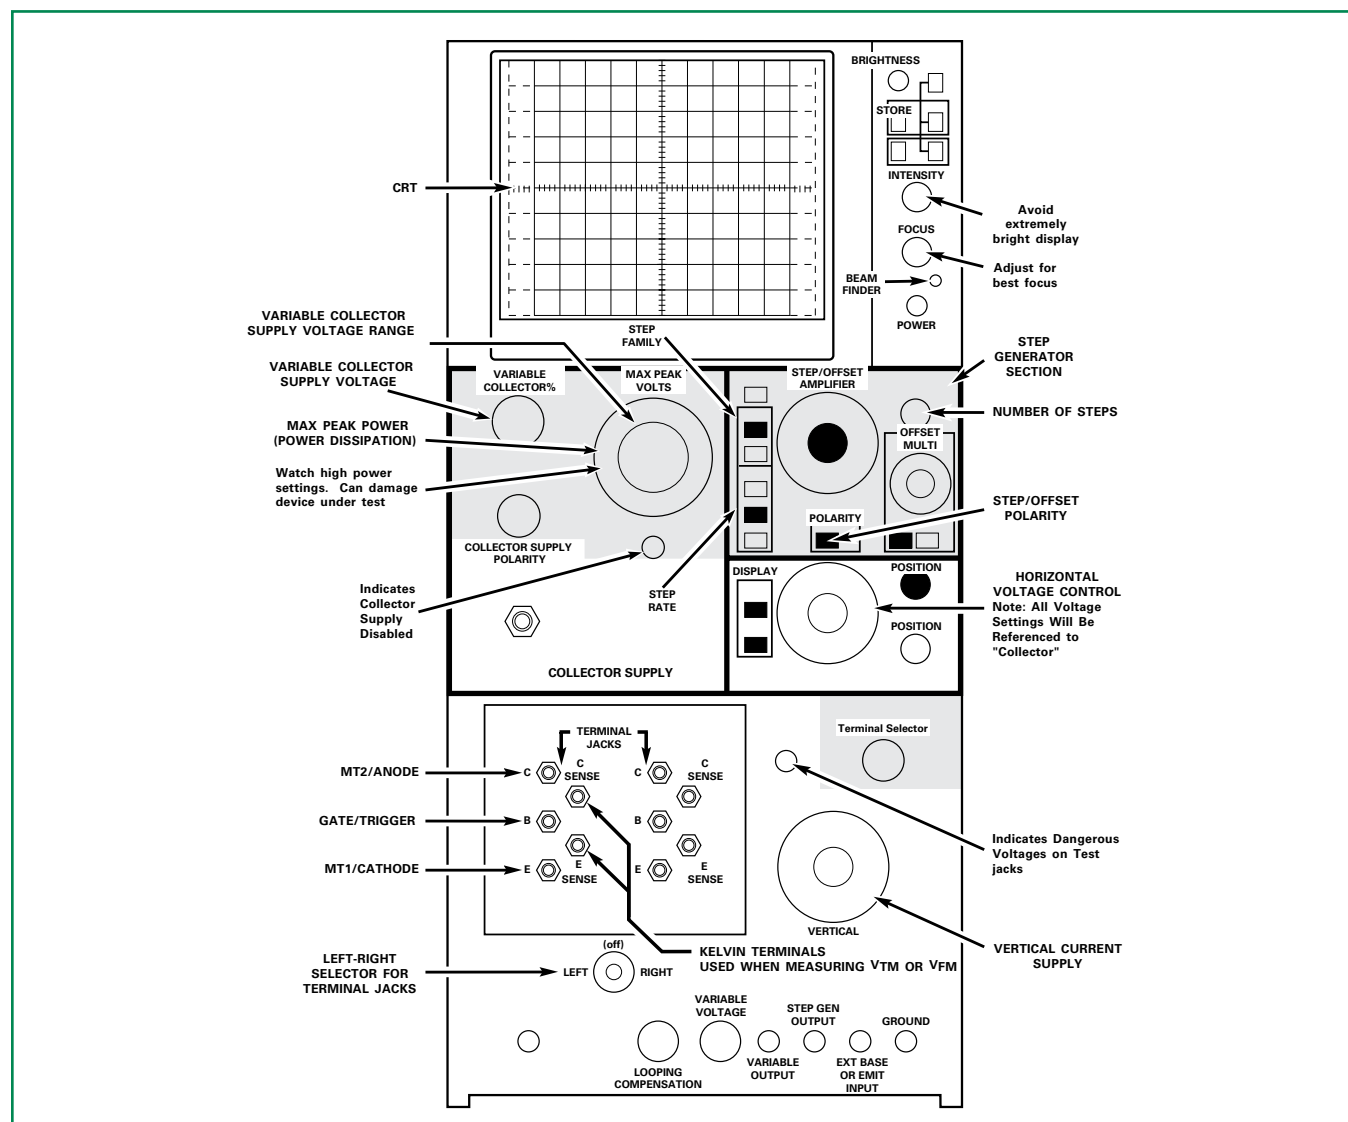 BRIGHTNESS
STORE
INTENSITY
FOCUS
BEAM
FINDER
POWER
Avoid
extremely
bright display
Adjust for
best focus
CRT
VARIABLE COLLECTOR
SUPPLY VOLTAGE RANGE
VARIABLE COLLECTOR
SUPPLY VOLTAGE
MAX PEAK POWER
(POWER DISSIPATION)
Watch high power
settings. Can damage
device under test
Indicates
Collector
Supply
Disabled
VARIABLE
COLLECTOR%
MAX PEAK
VOLTS
COLLECTOR SUPPLY
POLARITY
COLLECTOR SUPPLY
STEP
FAMILY
STEP
RATE
STEP/OFFSET
AMPLIFIER
OFFSET
MULTI
POLARITY
DISPLAY
POSITION
POSITION
STEP
GENERATOR
SECTION
NUMBER OF STEPS
STEP/OFFSET
POLARITY
HORIZONTAL
VOLTAGE CONTROL
Note: All Voltage
Settings Will Be
Referenced to
"Collector"
TERMINAL
JACKS
C
C
SENSE
C
C
SENSE
B
B
E
E
SENSE
E
E
SENSE
MT2/ANODE
GATE/TRIGGER
MT1/CATHODE
Terminal Selector
Indicates Dangerous
Voltages on Test
jacks
VERTICAL
VERTICAL CURRENT
SUPPLY
KELVIN TERMINALS
USED WHEN MEASURING VTM OR VFM
LEFT-RIGHT
SELECTOR FOR
TERMINAL JACKS
(off)
LEFT
RIGHT
LOOPING
COMPENSATION
VARIABLE
VOLTAGE
VARIABLE
OUTPUT
STEP GEN
OUTPUT
EXT BASE
OR EMIT
INPUT
GROUND